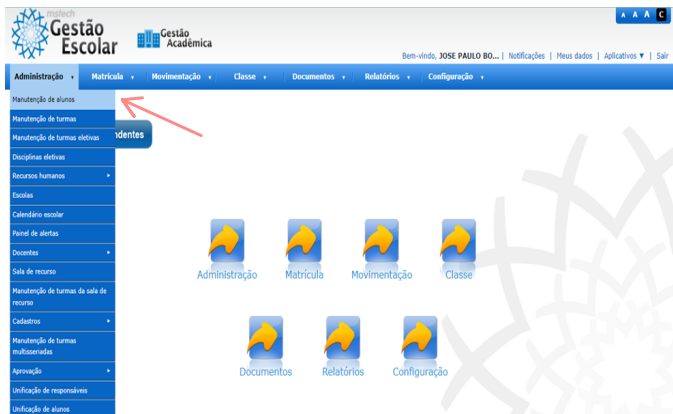 mstech
Gestão
Escolar
Gestão
Acadêmica
A A A C
Bem-vindo, JOSE PAULO BO... | Notificações | Meus dados | Aplicativos ▼ | Sair
Administração Matrícula Movimentação Classe Documentos Relatórios Configuração
Manutenção de alunos
Manutenção de turmas
Manutenção de turmas eletivas
ndentes
Disciplinas eletivas
Recursos humanos
Escolas
Calendário escolar
Painel de alertas
Docentes
Sala de recurso
Manutenção de turmas da sala de
recurso
Cadastros
Manutenção de turmas
multisseriadas
Aprovação
Unificação de responsáveis
Unificação de alunos
Administração Matrícula Movimentação Classe
Documentos Relatórios Configuração